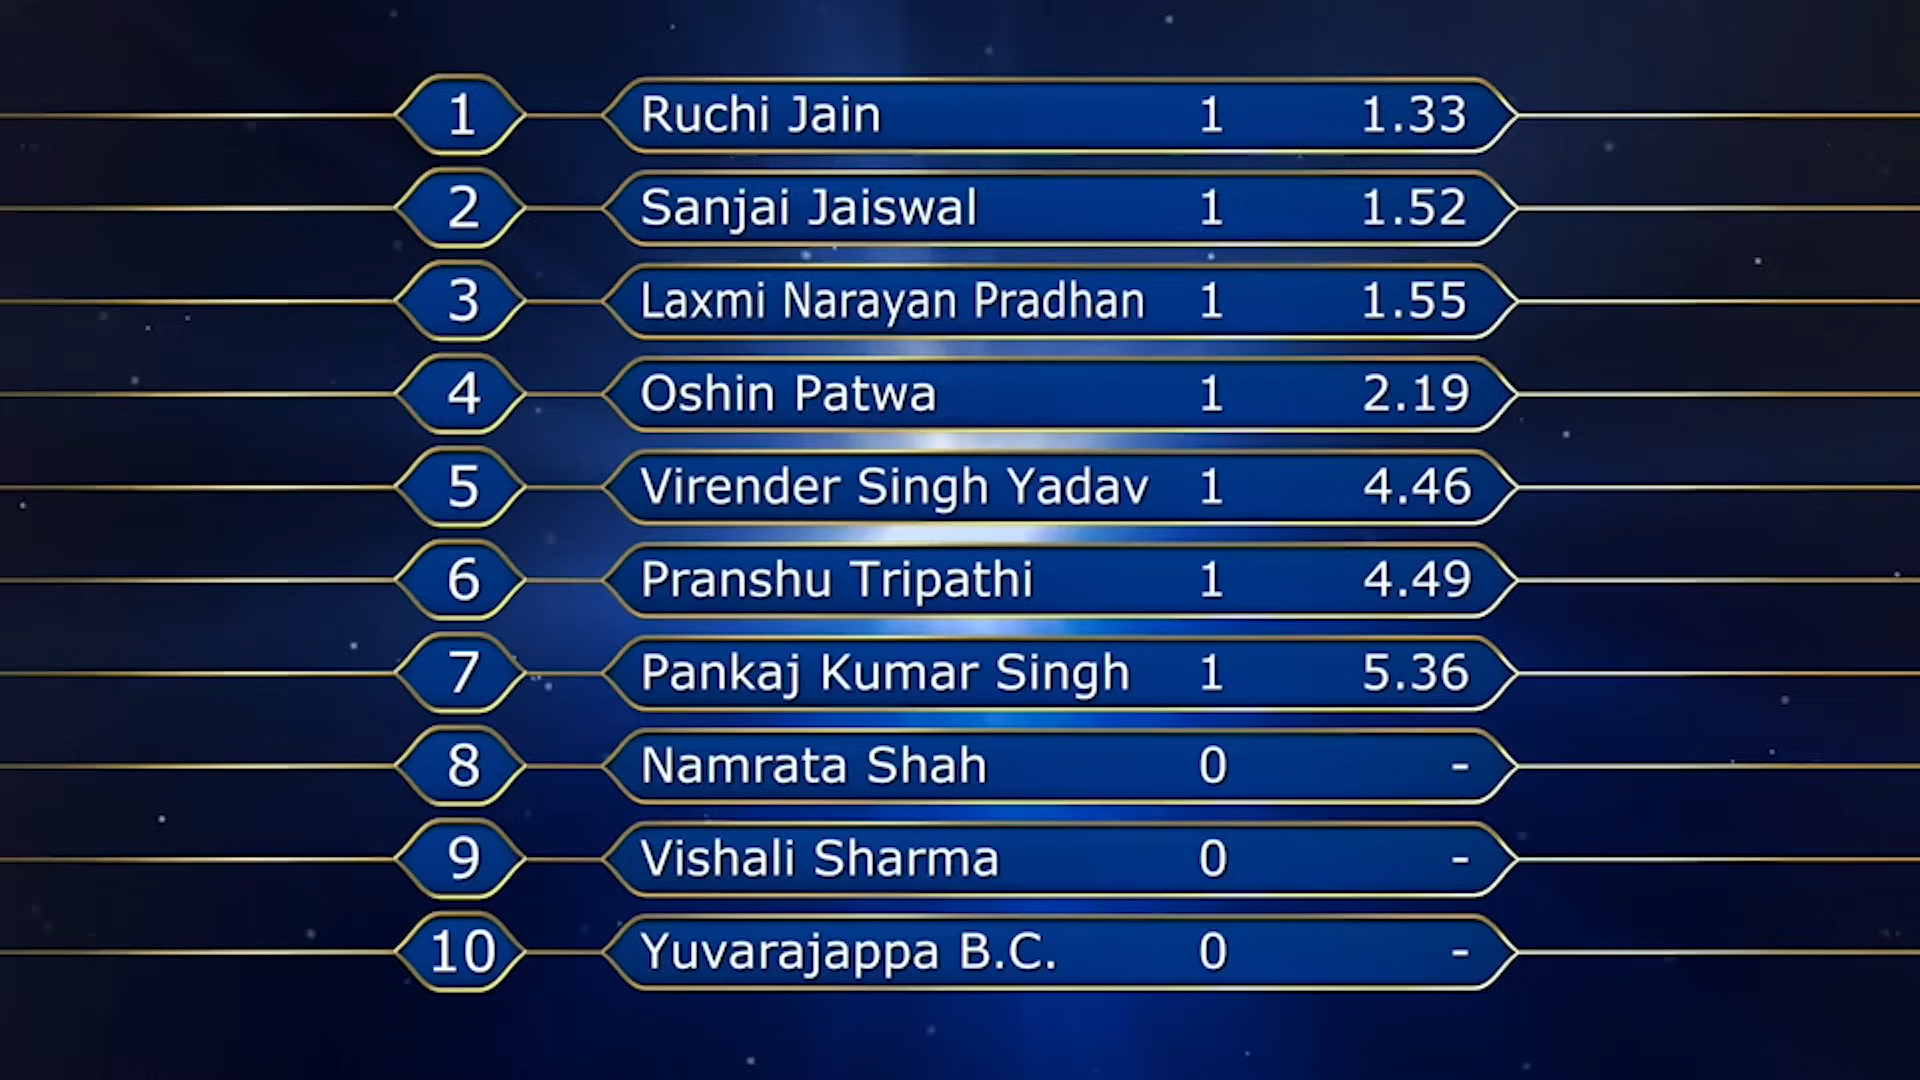 1 Ruchi Jain 1 1.33
2 Sanjai Jaiswal 1 1.52
3 Laxmi Narayan Pradhan 1 1.55
4 Oshin Patwa 1 2.19
5 Virender Singh Yadav 1 4.46
6 Pranshu Tripathi 1 4.49
7 Pankaj Kumar Singh 1 5.36
8 Namrata Shah 0 -
9 Vishali Sharma 0 -
10 Yuvarajappa B.C. 0 -